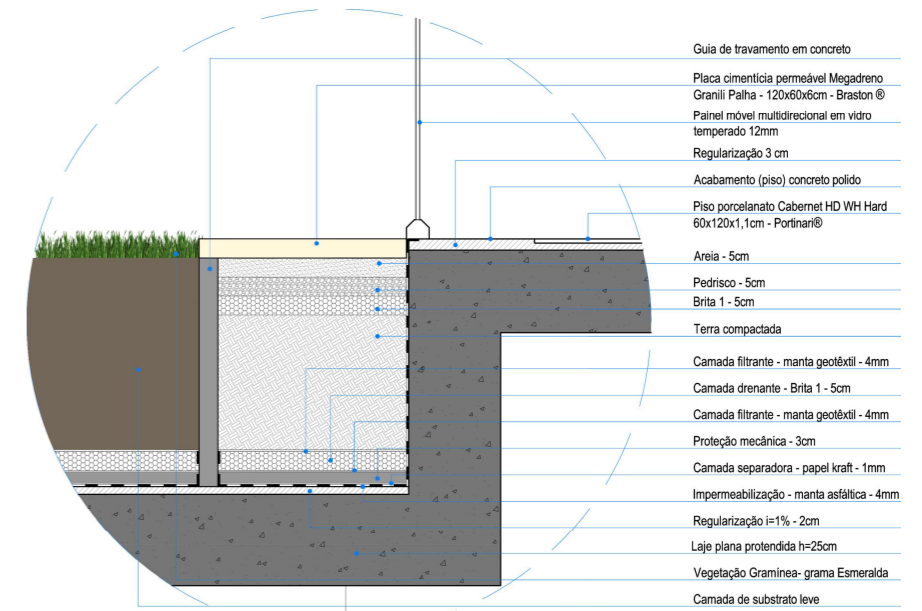 Guia de travamento em concreto
Placa cimentícia permeável Megadreno
Granili Palha - 120x60x6cm - Braston ®
Painel móvel multidirecional em vidro
temperado 12mm
Regularização 3 cm
Acabamento (piso) concreto polido
Piso porcelanato Cabernet HD WH Hard
60x120x1,1cm - Portinari®
Areia - 5cm
Pedrisco - 5cm
Brita 1 - 5cm
Terra compactada
Camada filtrante - manta geotêxtil - 4mm
Camada drenante - Brita 1 - 5cm
Camada filtrante - manta geotêxtil - 4mm
Proteção mecânica - 3cm
Camada separadora - papel kraft - 1mm
Impermeabilização - manta asfáltica - 4mm
Regularização i=1% - 2cm
Laje plana protendida h=25cm
Vegetação Gramínea- grama Esmeralda
Camada de substrato leve